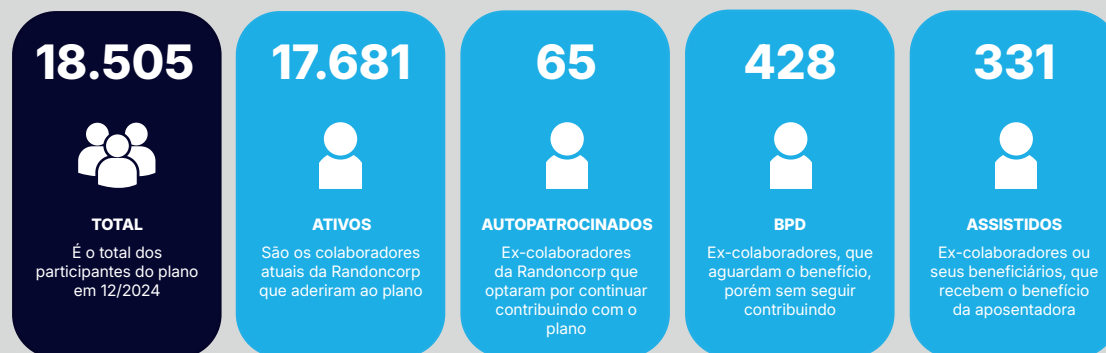 18.505
TOTAL
É o total dos
participantes do plano
em 12/2024
17.681
ATIVOS
São os colaboradores
atuais da Randoncorp
que aderiram ao plano
65
AUTOPATROCINADOS
Ex-colaboradores
da Randoncorp que
optaram por continuar
contribuindo com o
plano
428
BPD
Ex-colaboradores, que
aguardam o benefício,
porém sem seguir
contribuindo
331
ASSISTIDOS
Ex-colaboradores ou
seus beneficiários, que
recebem o benefício
da aposentadora